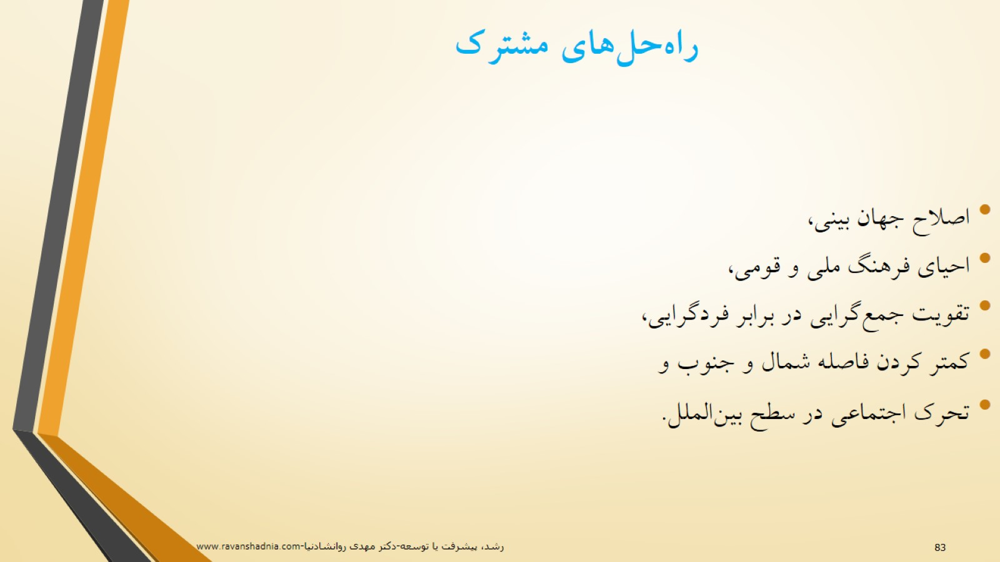 راه‌حل‌های مشترک
• اصلاح جهان بینی،
• احیای فرهنگ ملی و قومی،
• تقویت جمع‌گرایی در برابر فردگرایی،
• کمتر کردن فاصله شمال و جنوب و
• تحرک اجتماعی در سطح بین‌الملل.
رشد، پیشرفت یا توسعه-دکتر مهدی روانشادنیا-www.ravanshadnia.com
83